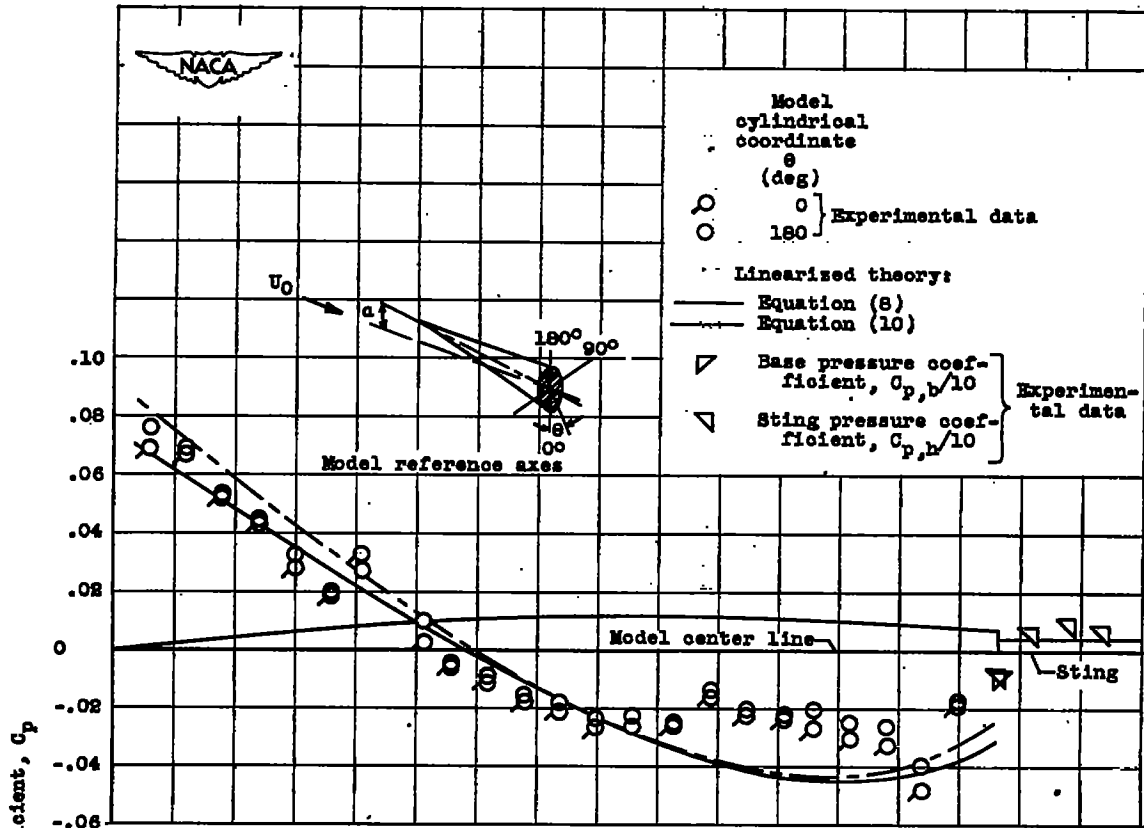 NACA
Model
cylindrical
coordinate
θ
(deg)
0
180
Experimental data
Linearized theory:
Equation (8)
Equation (10)
Base pressure coef-
ficient, Cp,b/10
Sting pressure coef-
ficient, Cp,h/10
Experimen-
tal data
U0
α
180°
90°
θ
0°
Model reference axes
.10
.08
.06
.04
.02
0
-.02
-.04
-.06
Model center line
Sting
icient, Cp